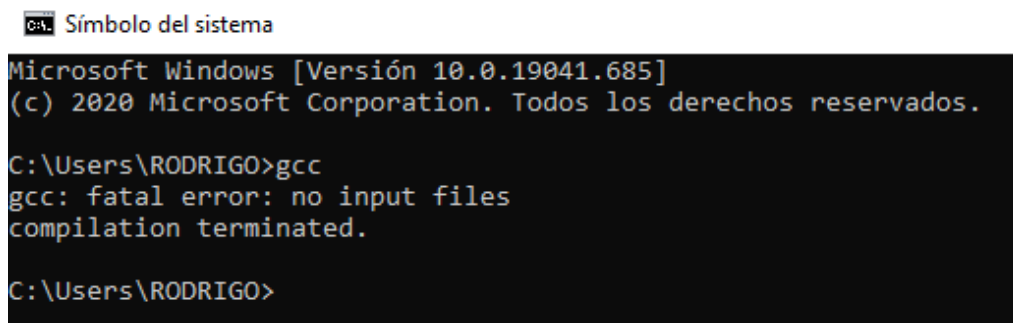 Símbolo del sistema
Microsoft Windows [Versión 10.0.19041.685]
(c) 2020 Microsoft Corporation. Todos los derechos reservados.
C:\Users\RODRIGO>gcc
gcc: fatal error: no input files
compilation terminated.
C:\Users\RODRIGO>